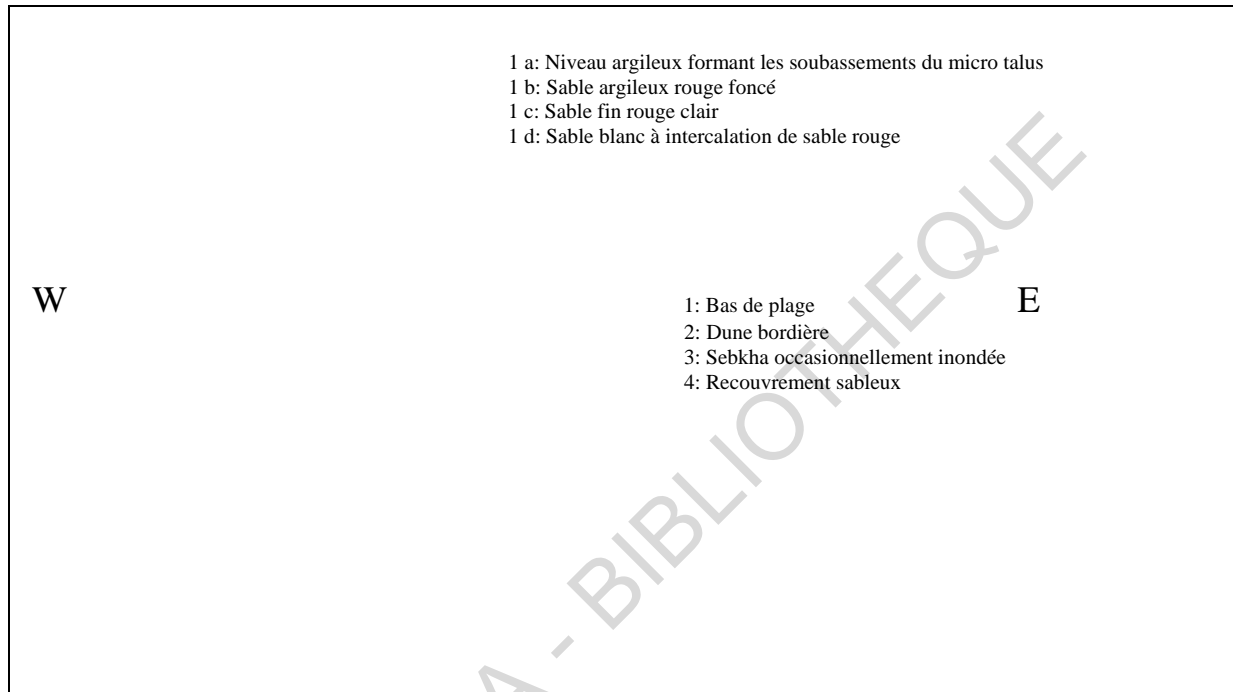 1 a: Niveau argileux formant les soubassements du micro talus
1 b: Sable argileux rouge foncé
1 c: Sable fin rouge clair
1 d: Sable blanc à intercalation de sable rouge
W
1: Bas de plage
E
2: Dune bordière
3: Sebkha occasionnellement inondée
4: Recouvrement sableux
A - BIBLIOTHEQUE